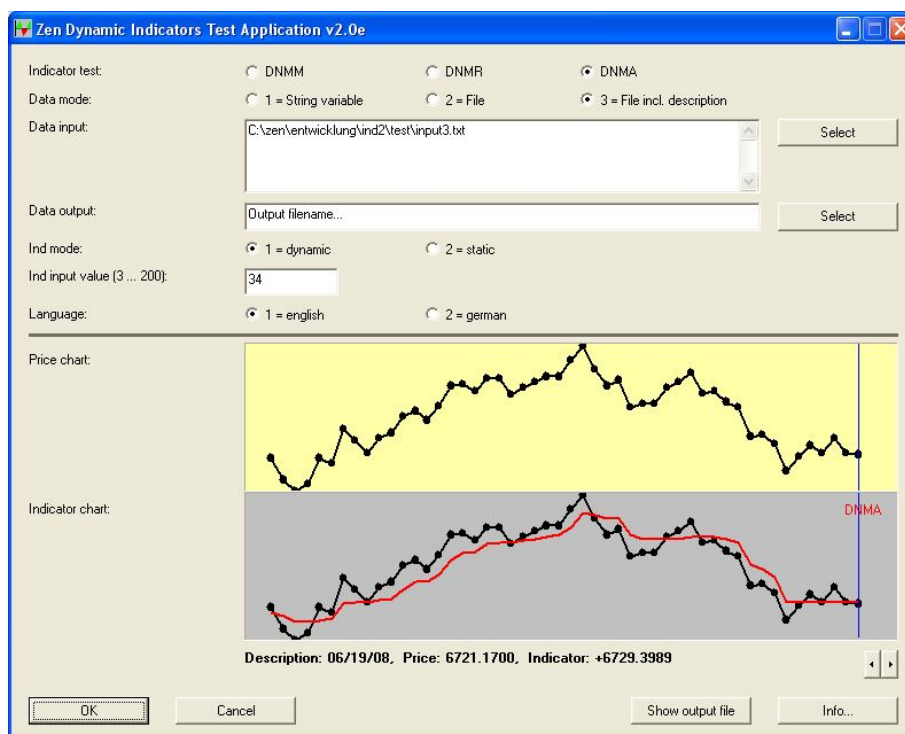 Zen Dynamic Indicators Test Application v2.0e
Indicator test: DNMM DNMR DNMA
Data mode: 1 = String variable 2 = File 3 = File incl. description
Data input: C:\zen\entwicklung\ind2\test\input3.txt Select
Data output: Output filename... Select
Ind mode: 1 = dynamic 2 = static
Ind input value (3 ... 200): 34
Language: 1 = english 2 = german
Price chart:
Indicator chart: DNMA
Description: 06/19/08, Price: 6721.1700, Indicator: +6729.3989
OK Cancel Show output file Info...